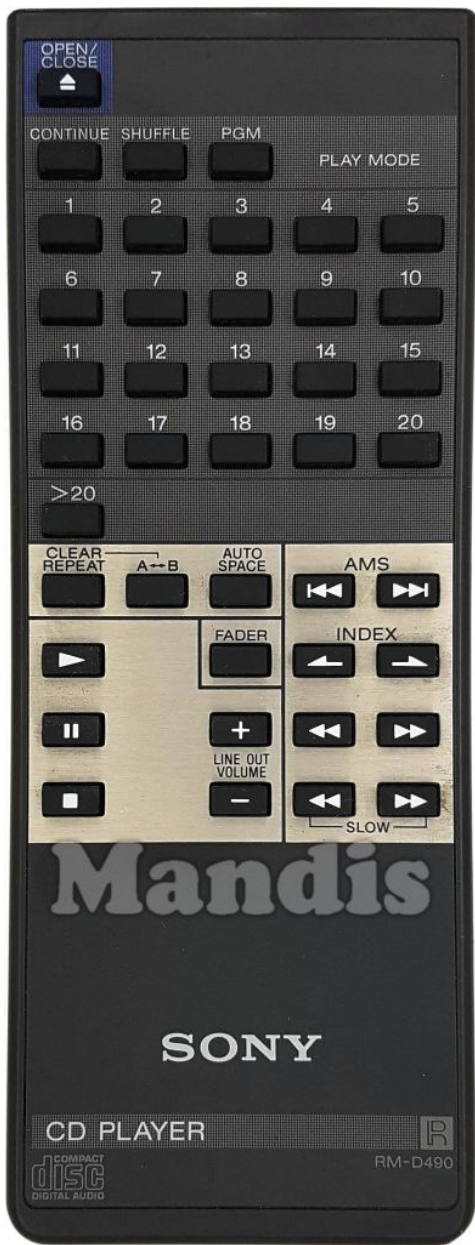 OPEN/
CLOSE
CONTINUE SHUFFLE PGM
PLAY MODE
1 2 3 4 5
6 7 8 9 10
11 12 13 14 15
16 17 18 19 20
>20
CLEAR
REPEAT A↔B AUTO
SPACE AMS
FADER INDEX
LINE OUT
VOLUME
SLOW
Mandis
SONY
CD PLAYER R
COMPACT
disc
DIGITAL AUDIO
RM-D490